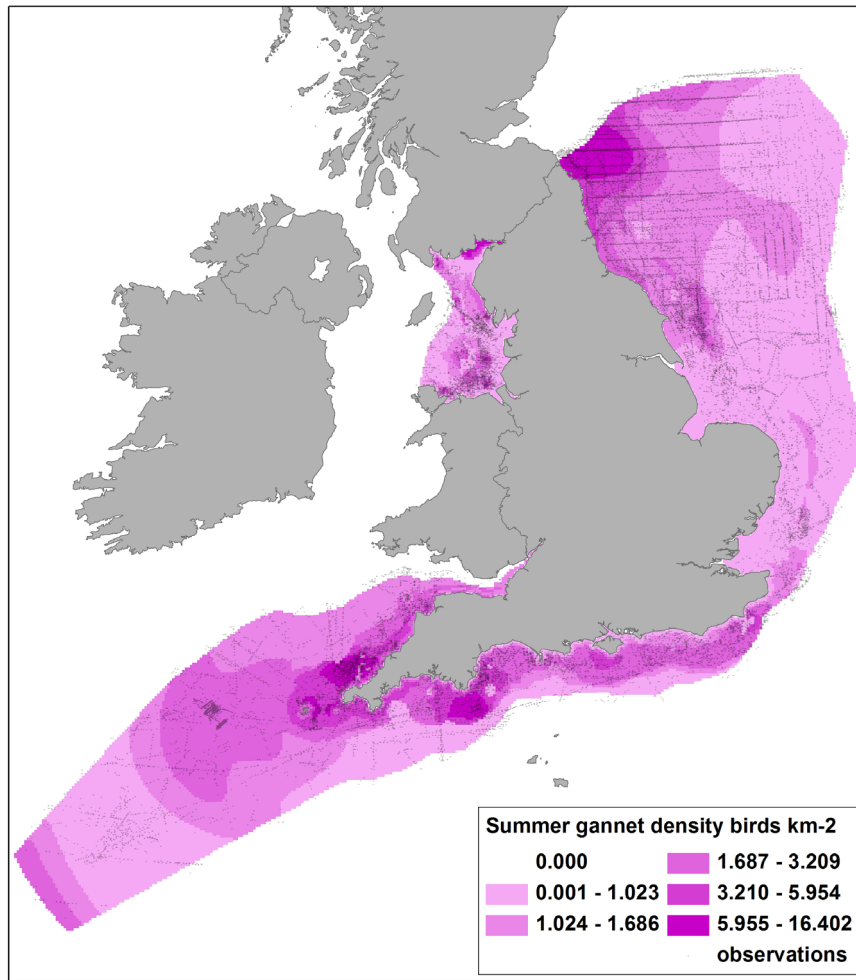 Summer gannet density birds km-2
0.000 1.687 - 3.209
0.001 - 1.023 3.210 - 5.954
1.024 - 1.686 5.955 - 16.402
observations